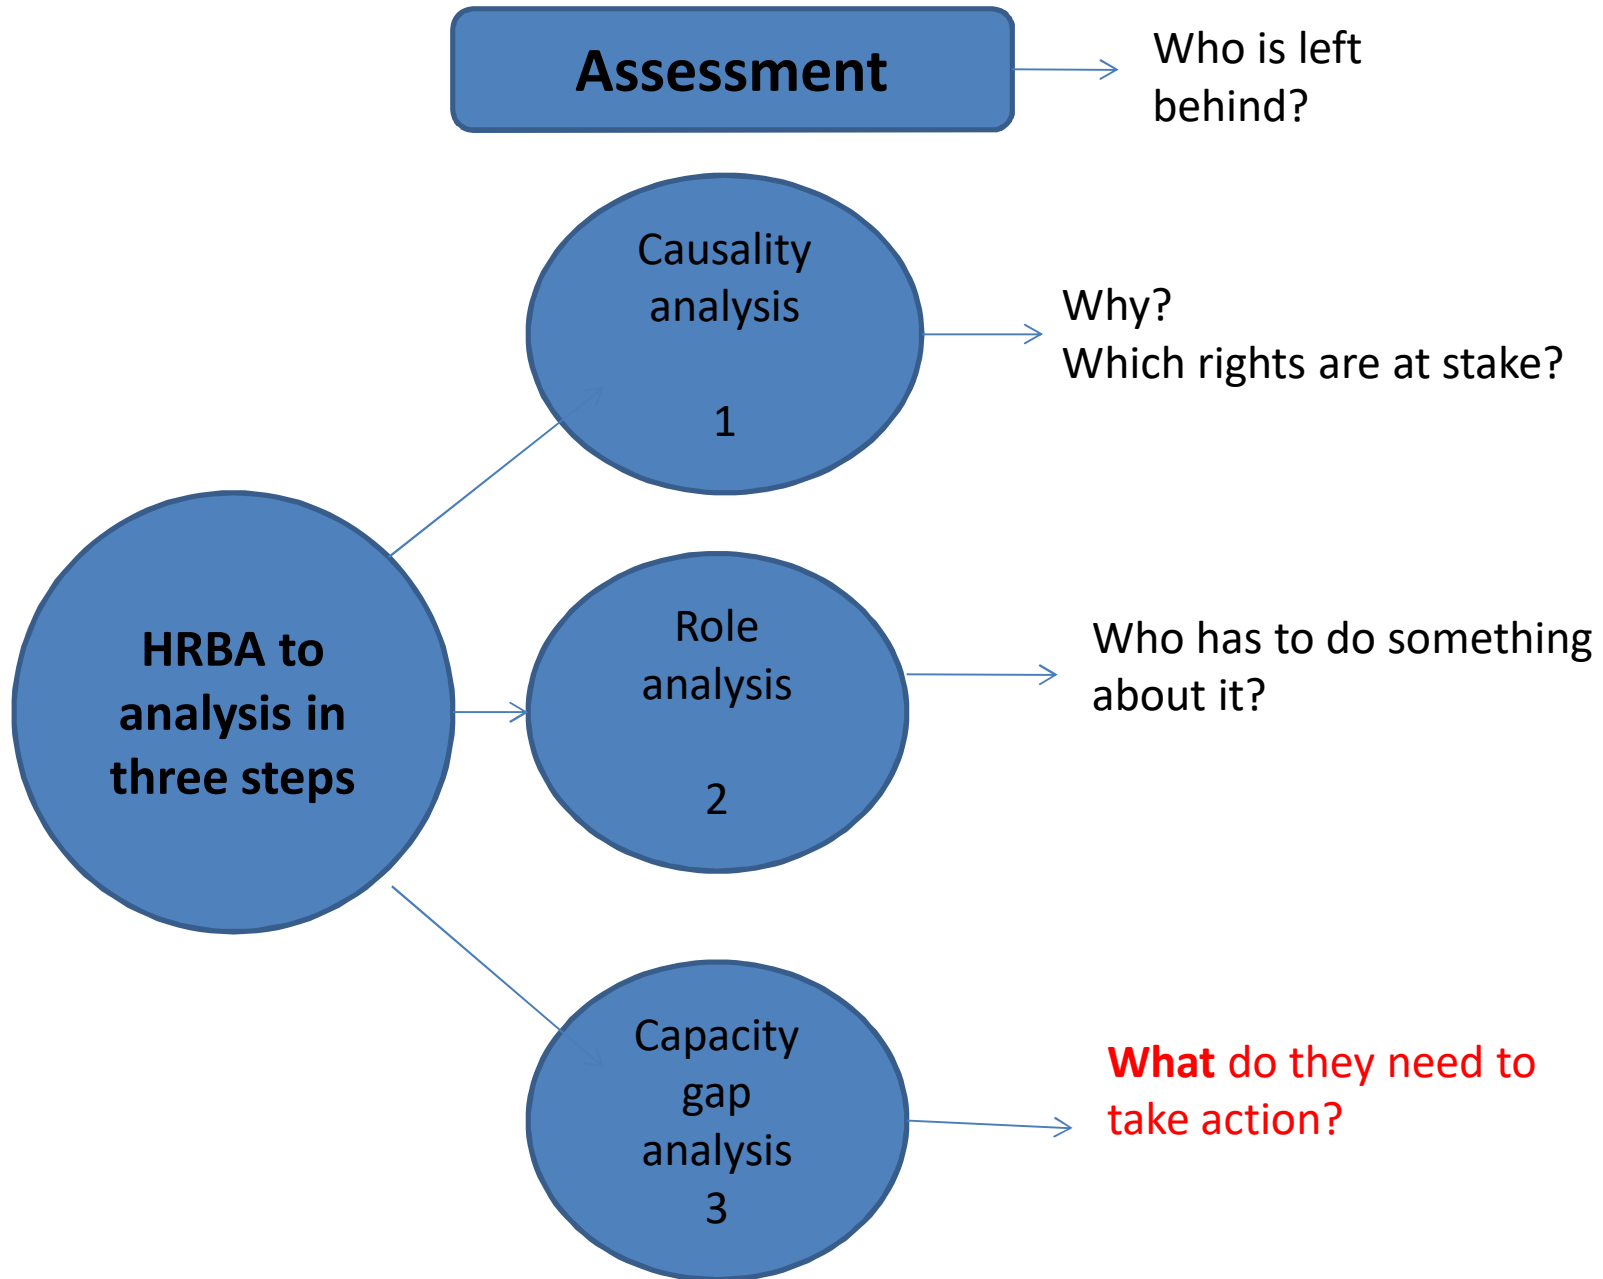 Assessment
Who is left
behind?
Causality
analysis
1
Why?
Which rights are at stake?
HRBA to
analysis in
three steps
Role
analysis
2
Who has to do something
about it?
Capacity
gap
analysis
3
What do they need to
take action?